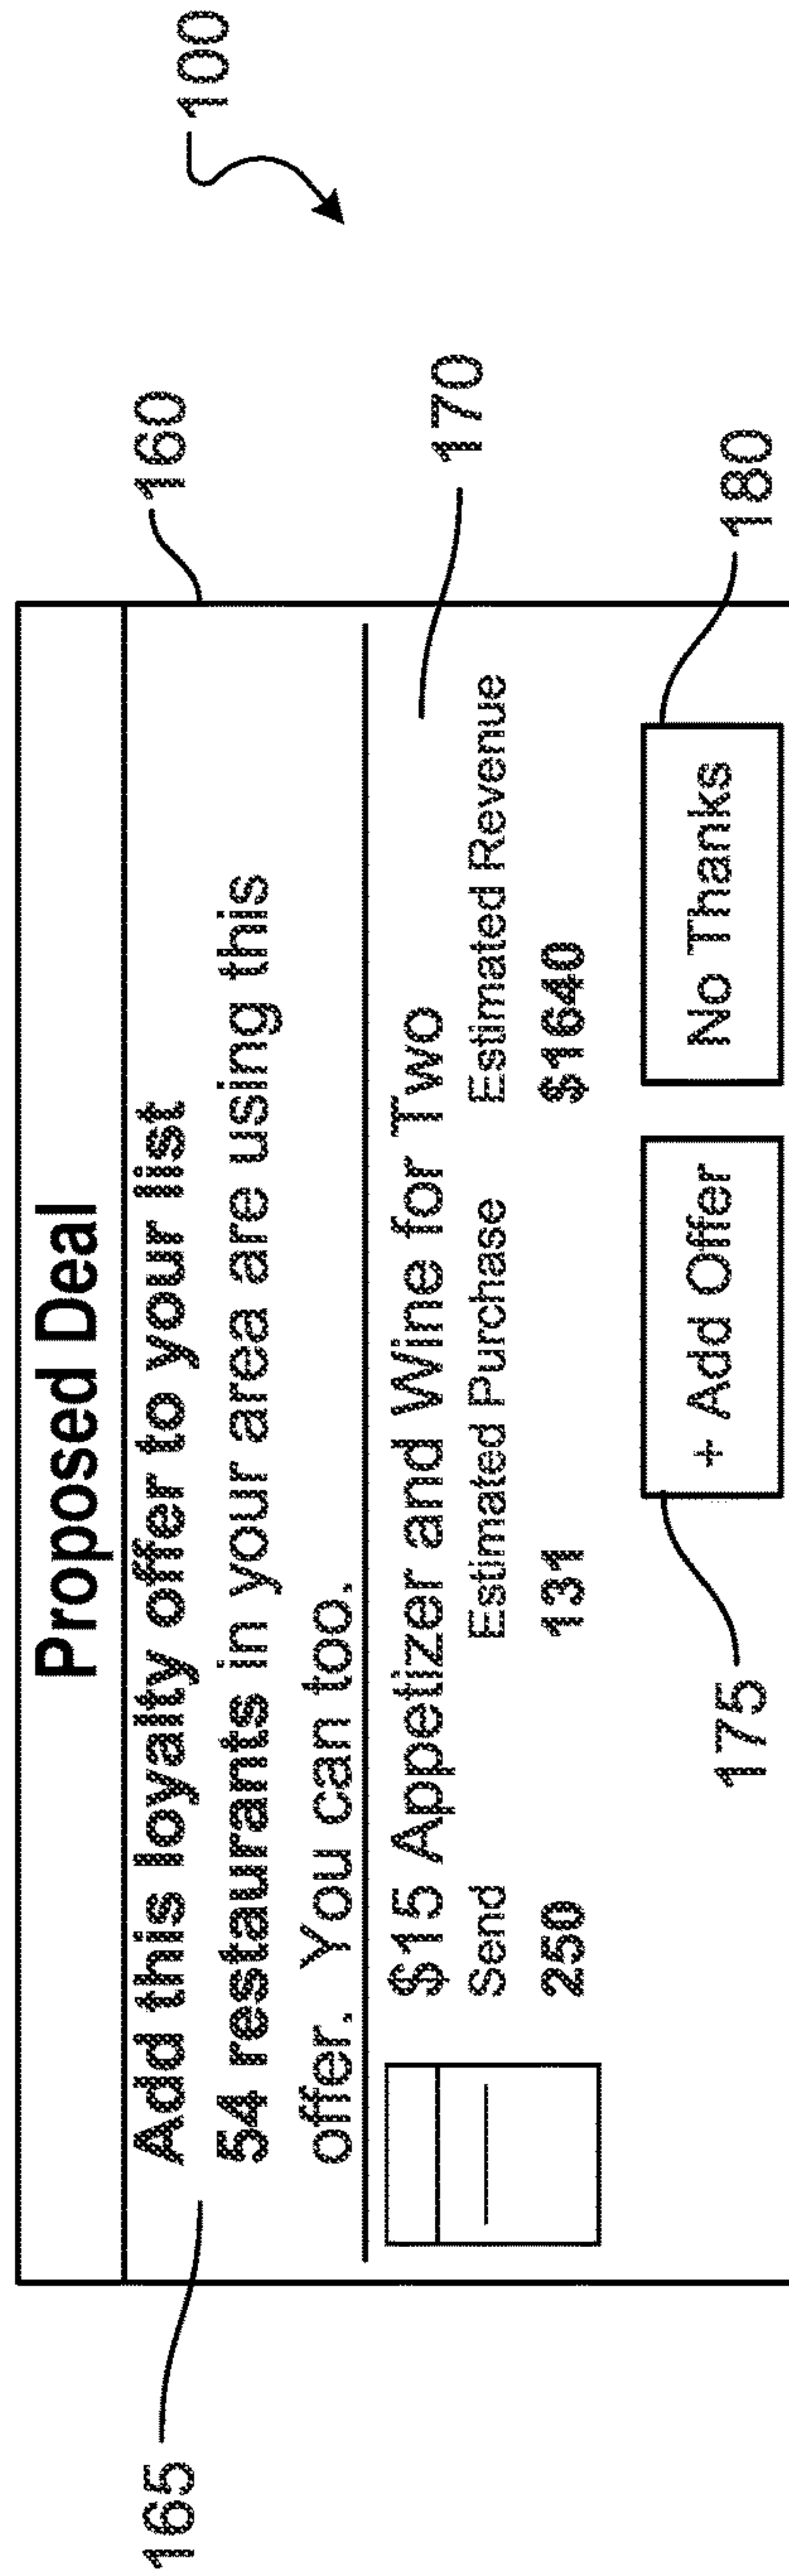 100
160
Proposed Deal
165
Add this loyalty offer to your list
54 restaurants in your area are using this
offer. You can too.
170
$15 Appetizer and Wine for Two
Send Estimated Purchase Estimated Revenue
250 131 $1640
175
+ Add Offer No Thanks
180